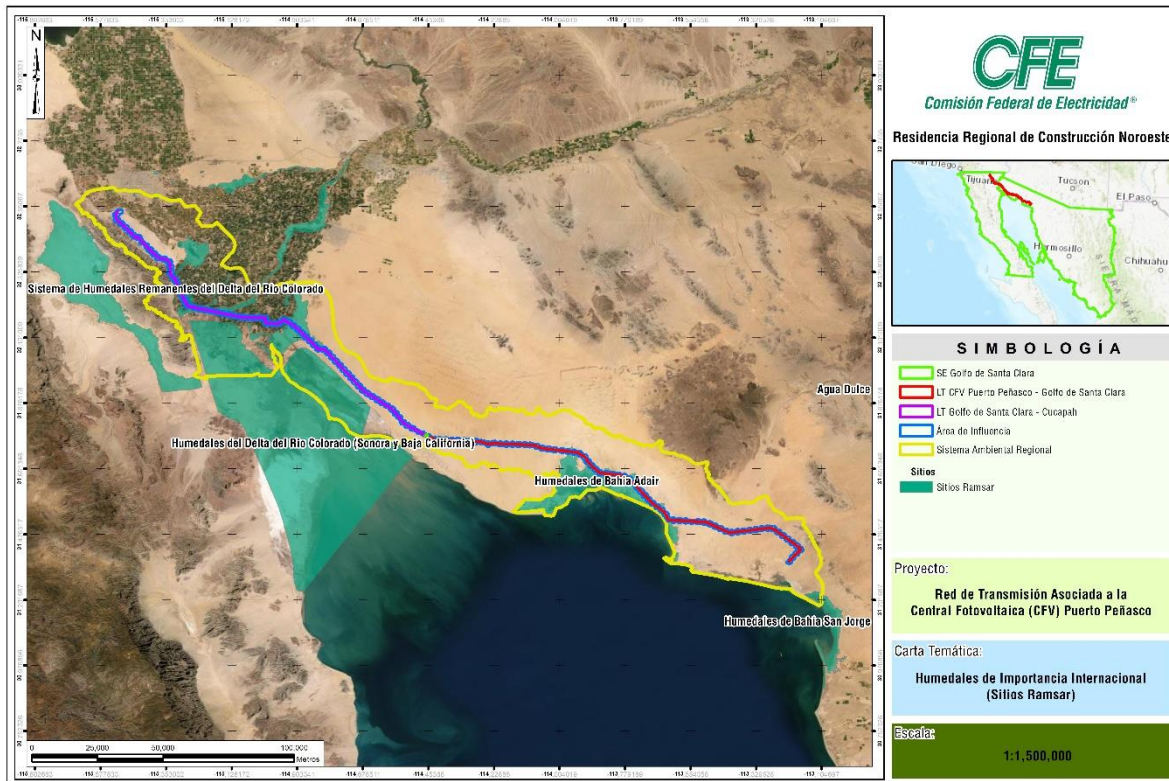 N
Sistema de Humedales Remanentes del Delta del Río Colorado
Humedales del Delta del Río Colorado (Sonora y Baja California)
Agua Dulce
Humedales de Bahía Adair
Humedales de Bahía San Jorge
0 25,000 50,000 100,000
Metros
CFE
Comisión Federal de Electricidad®
Residencia Regional de Construcción Noroeste
San Diego
Tijuana
Tucson
El Paso
Hermosillo
Chihuahua
SIMBOLOGÍA
SE Golfo de Santa Clara
LT CFV Puerto Peñasco - Golfo de Santa Clara
LT Golfo de Santa Clara - Cucapah
Área de Influencia
Sistema Ambiental Regional
Sitios
Sitios Ramsar
Proyecto:
Red de Transmisión Asociada a la
Central Fotovoltaica (CFV) Puerto Peñasco
Carta Temática:
Humedales de Importancia Internacional
(Sitios Ramsar)
Escala:
1:1,500,000